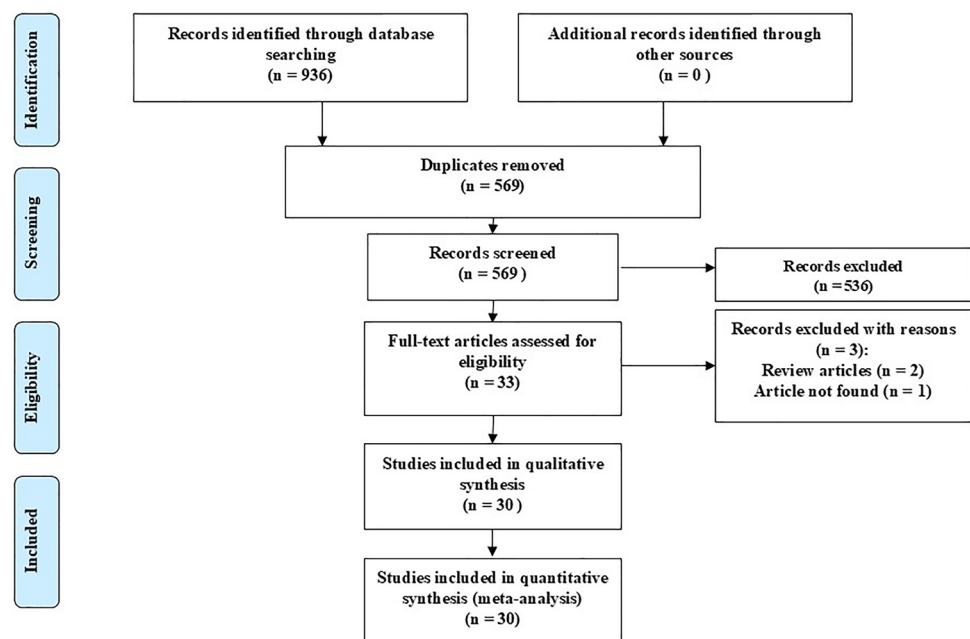 Identification
Records identified through database
searching
(n = 936)
Additional records identified through
other sources
(n = 0 )
Duplicates removed
(n = 569)
Screening
Records screened
(n = 569 )
Records excluded
(n =536)
Eligibility
Full-text articles assessed for
eligibility
(n = 33)
Records excluded with reasons
(n = 3):
Review articles (n = 2)
Article not found (n = 1)
Studies included in qualitative
synthesis
(n = 30 )
Included
Studies included in quantitative
synthesis (meta-analysis)
(n = 30)